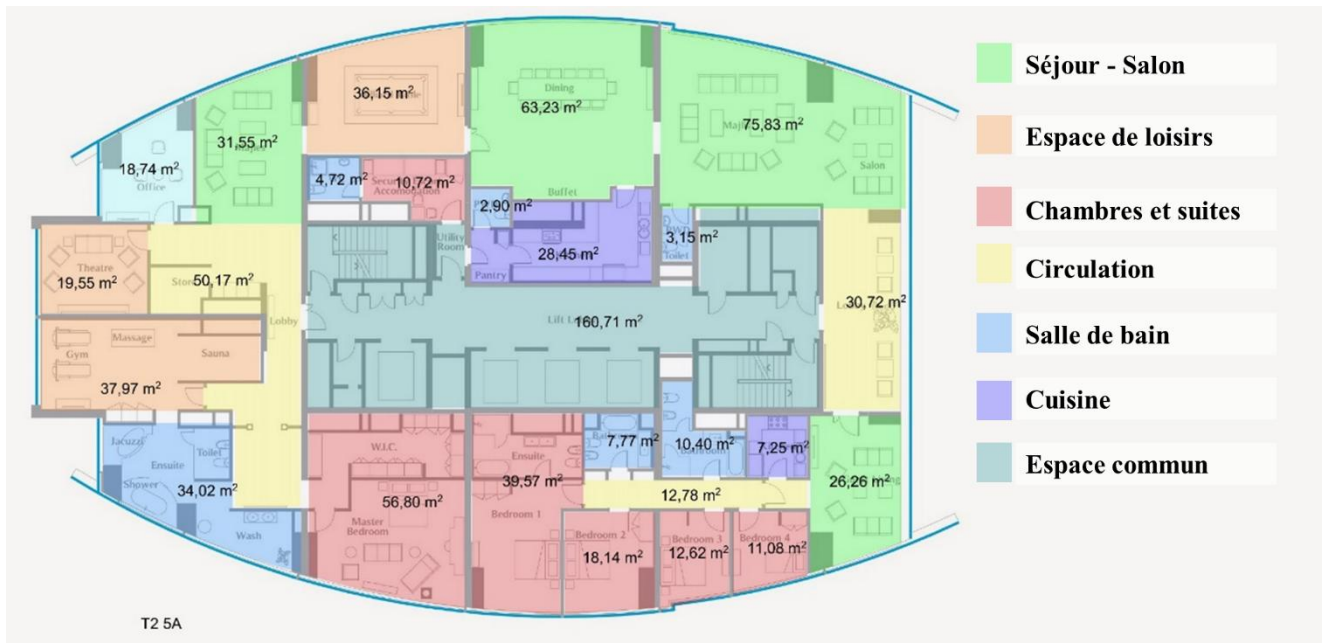 Séjour - Salon
Espace de loisirs
Chambres et suites
Circulation
Salle de bain
Cuisine
Espace commun
36,15 m²
Dining
63,23 m²
75,83 m²
Salon
31,55 m²
18,74 m²
Office
4,72 m²
10,72 m²
Accomodation
Buffet
2,90 m²
Utility
Room
3,15 m²
Toilet
28,45 m²
Pantry
Theatre
19,55 m²
50,17 m²
Lobby
30,72 m²
160,71 m²
Lift
Massage
Gym
Sauna
37,97 m²
Jacuzzi
Toilet
Ensuite
Shower
34,02 m²
Wash
W.I.C.
56,80 m²
Master
Bedroom
Ensuite
39,57 m²
Bedroom 1
7,77 m²
10,40 m²
Bathroom
7,25 m²
12,78 m²
26,26 m²
Bedroom 2
18,14 m²
Bedroom 3
12,62 m²
Bedroom 4
11,08 m²
T2 5A